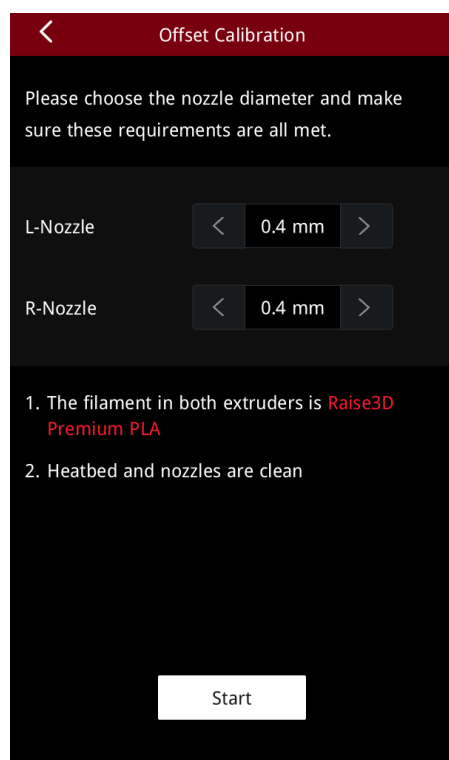 Offset Calibration
Please choose the nozzle diameter and make
sure these requirements are all met.
L-Nozzle 0.4 mm
R-Nozzle 0.4 mm
1. The filament in both extruders is Raise3D
Premium PLA
2. Heatbed and nozzles are clean
Start